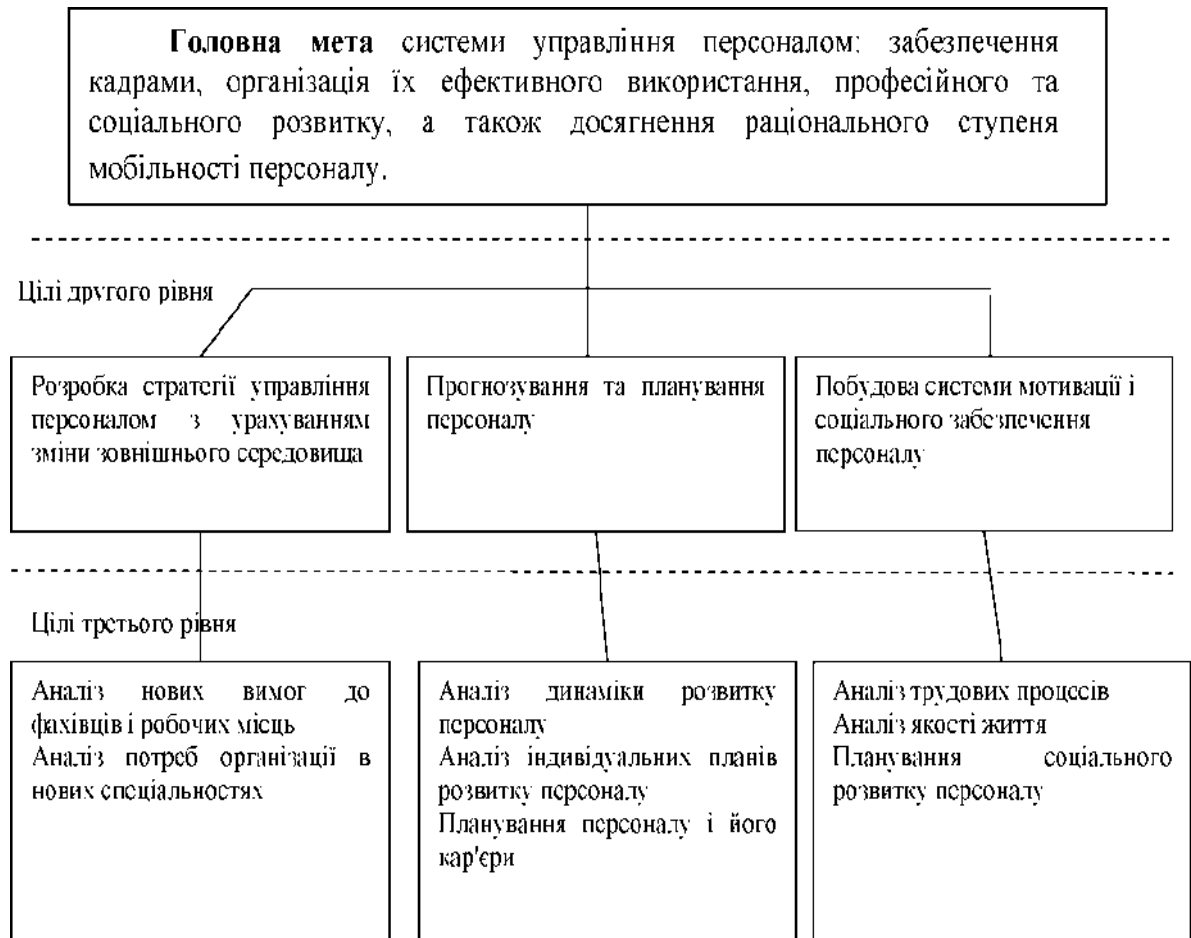 Головна мета системи управління персоналом: забезпечення
кадрами, організація їх ефективного використання, професійного та
соціального розвитку, а також досягнення раціонального ступеня
мобільності персоналу.
Цілі другого рівня
Розробка стратегії управління
персоналом з урахуванням
зміни зовнішнього середовища
Прогнозування та планування
персоналу
Побудова системи мотивації і
соціального забезпечення
персоналу
Цілі третього рівня
Аналіз нових вимог до
фахівців і робочих місць
Аналіз потреб організації в
нових спеціальностях
Аналіз динаміки розвитку
персоналу
Аналіз індивідуальних планів
розвитку персоналу
Планування персоналу і його
кар'єри
Аналіз трудових процесів
Аналіз якості життя
Планування соціального
розвитку персоналу